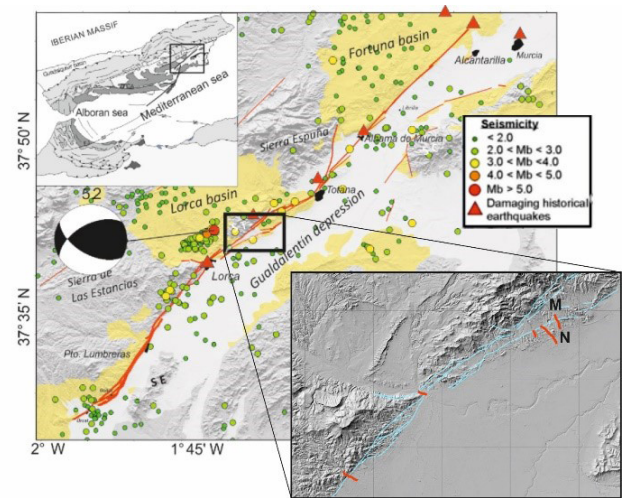 IBERIAN MASSIF
Guadalquivir basin
Alboran sea
Mediterranean sea
Fortuna basin
Alcantarilla
Murcia
Sierra Espuña
Alhama de Murcia
Totana
Lorca basin
5.2
Gualdalentin depression
Lorca
Sierra de
Las Estancias
Pto. Lumbreras
S E
37° 50' N
37° 35' N
2° W
1°45' W
Seismicity
< 2.0
2.0 < Mb < 3.0
3.0 < Mb <4.0
4.0 < Mb < 5.0
Mb > 5.0
Damaging historical
earthquakes
M
N